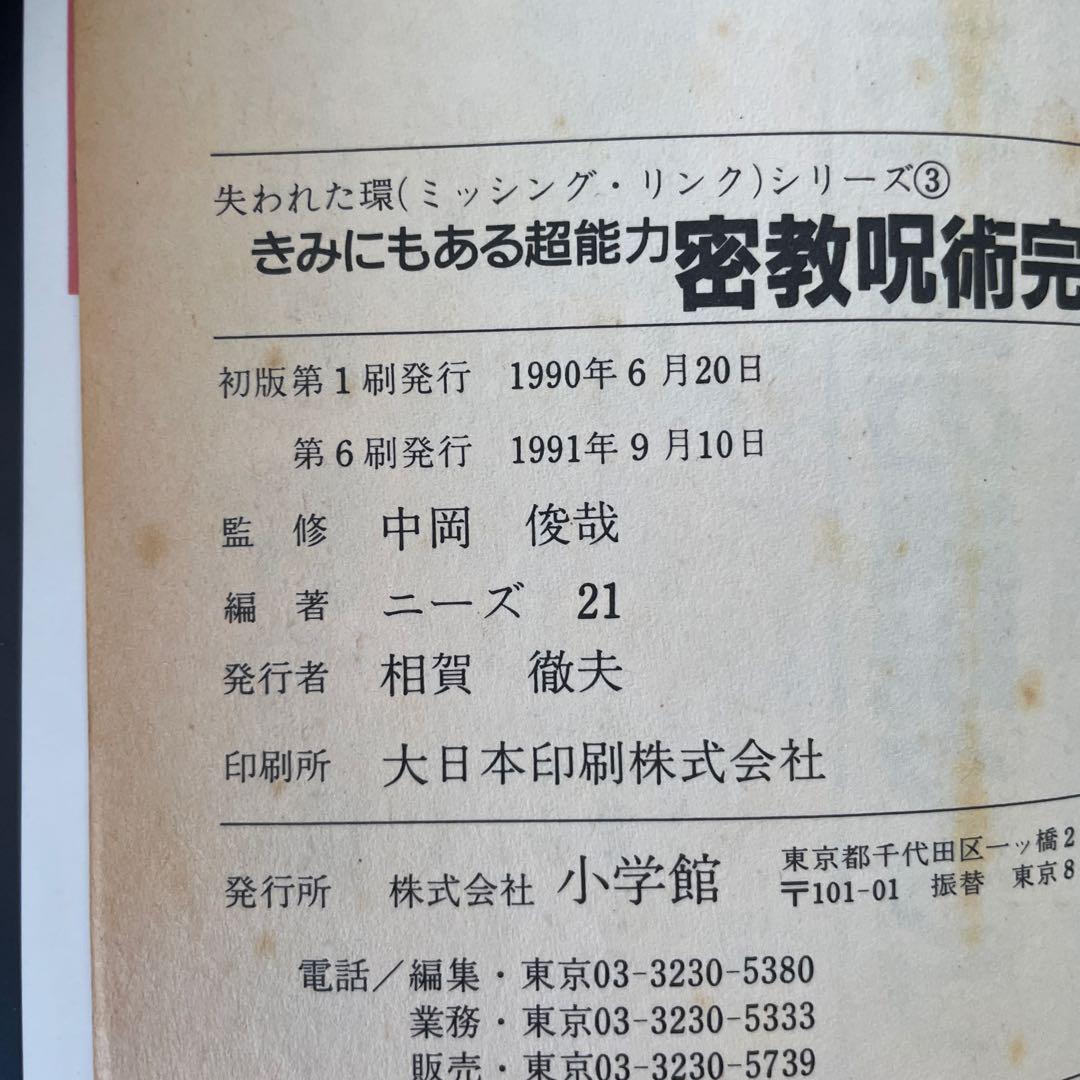 失われた環(ミッシング・リンク)シリーズ③
きみにもある超能力 密教呪術完
初版第1刷発行 1990年6月20日
第6刷発行 1991年9月10日
監修 中岡 俊哉
編著 ニーズ 21
発行者 相賀 徹夫
印刷所 大日本印刷株式会社
発行所 株式会社 小学館
東京都千代田区一ッ橋2
〒101-01 振替 東京8
電話/編集・東京03-3230-5380
業務・東京03-3230-5333
販売・東京03-3230-5739